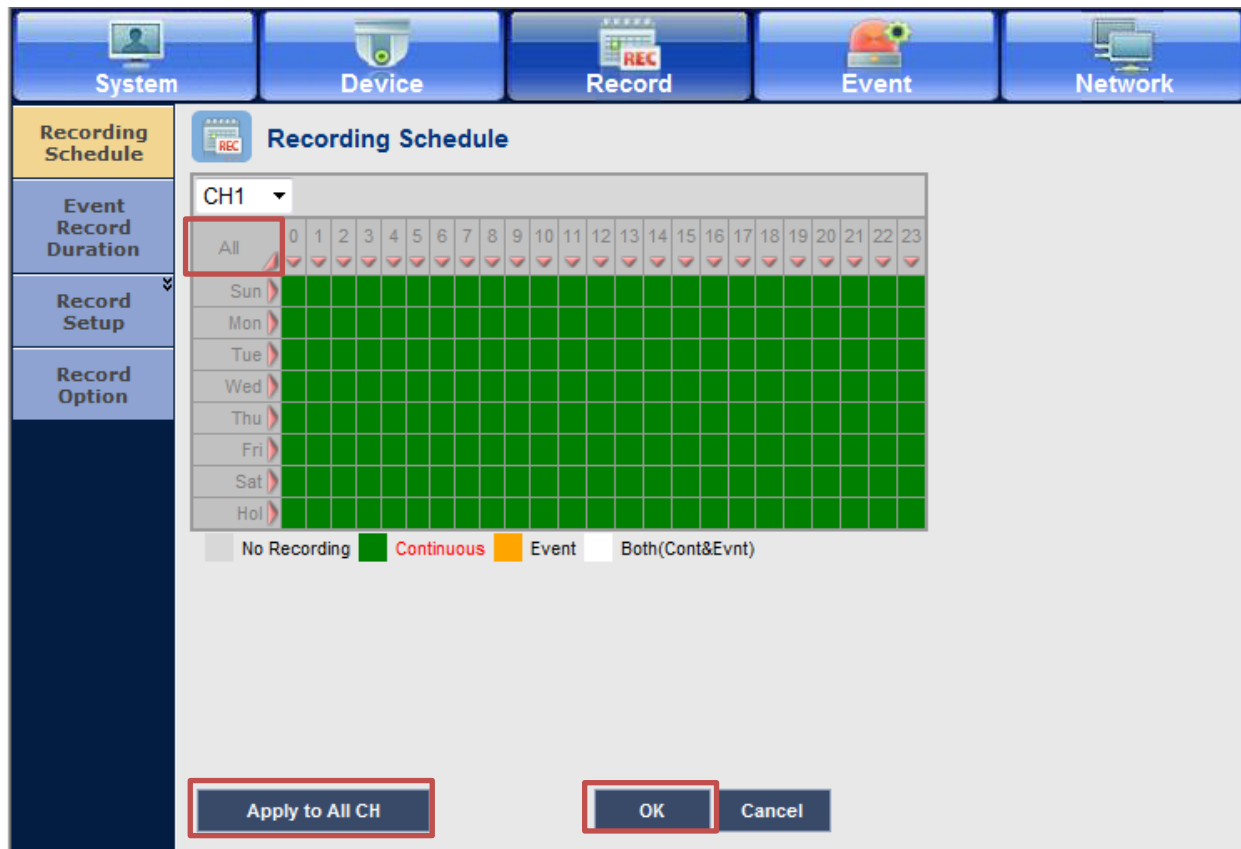 System Device Record Event Network
Recording
Schedule
Event
Record
Duration
Record
Setup
Record
Option
REC
REC Recording Schedule
CH1
All 0 1 2 3 4 5 6 7 8 9 10 11 12 13 14 15 16 17 18 19 20 21 22 23
Sun
Mon
Tue
Wed
Thu
Fri
Sat
Hol
No Recording Continuous Event Both(Cont&Evnt)
Apply to All CH OK Cancel